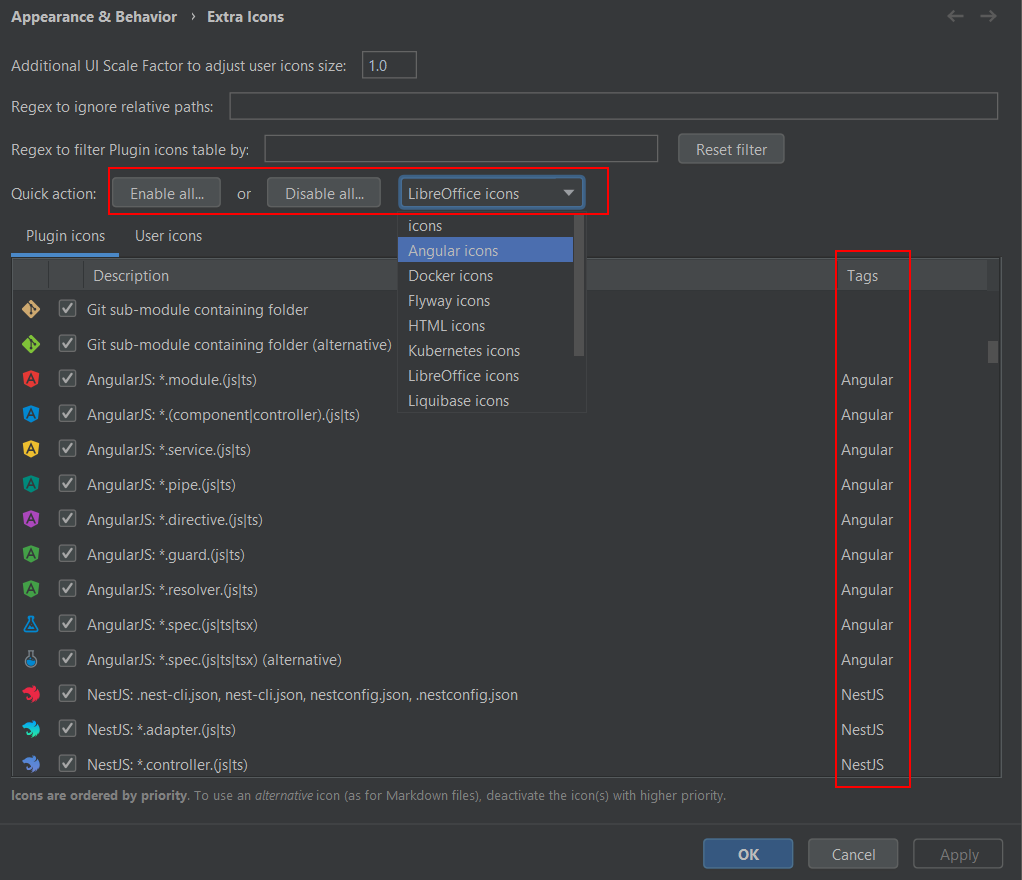 Appearance & Behavior › Extra Icons
Additional UI Scale Factor to adjust user icons size: 1.0
Regex to ignore relative paths:
Regex to filter Plugin icons table by: Reset filter
Quick action: Enable all... or Disable all... LibreOffice icons
icons
Angular icons
Docker icons
Flyway icons
HTML icons
Kubernetes icons
LibreOffice icons
Liquibase icons
Plugin icons User icons
Description Tags
Git sub-module containing folder
Git sub-module containing folder (alternative)
AngularJS: *.module.(js|ts) Angular
AngularJS: *.(component|controller).(js|ts) Angular
AngularJS: *.service.(js|ts) Angular
AngularJS: *.pipe.(js|ts) Angular
AngularJS: *.directive.(js|ts) Angular
AngularJS: *.guard.(js|ts) Angular
AngularJS: *.resolver.(js|ts) Angular
AngularJS: *.spec.(js|ts|tsx) Angular
AngularJS: *.spec.(js|ts|tsx) (alternative) Angular
NestJS: .nest-cli.json, nest-cli.json, nestconfig.json, .nestconfig.json NestJS
NestJS: *.adapter.(js|ts) NestJS
NestJS: *.controller.(js|ts) NestJS
Icons are ordered by priority. To use an alternative icon (as for Markdown files), deactivate the icon(s) with higher priority.
OK Cancel Apply